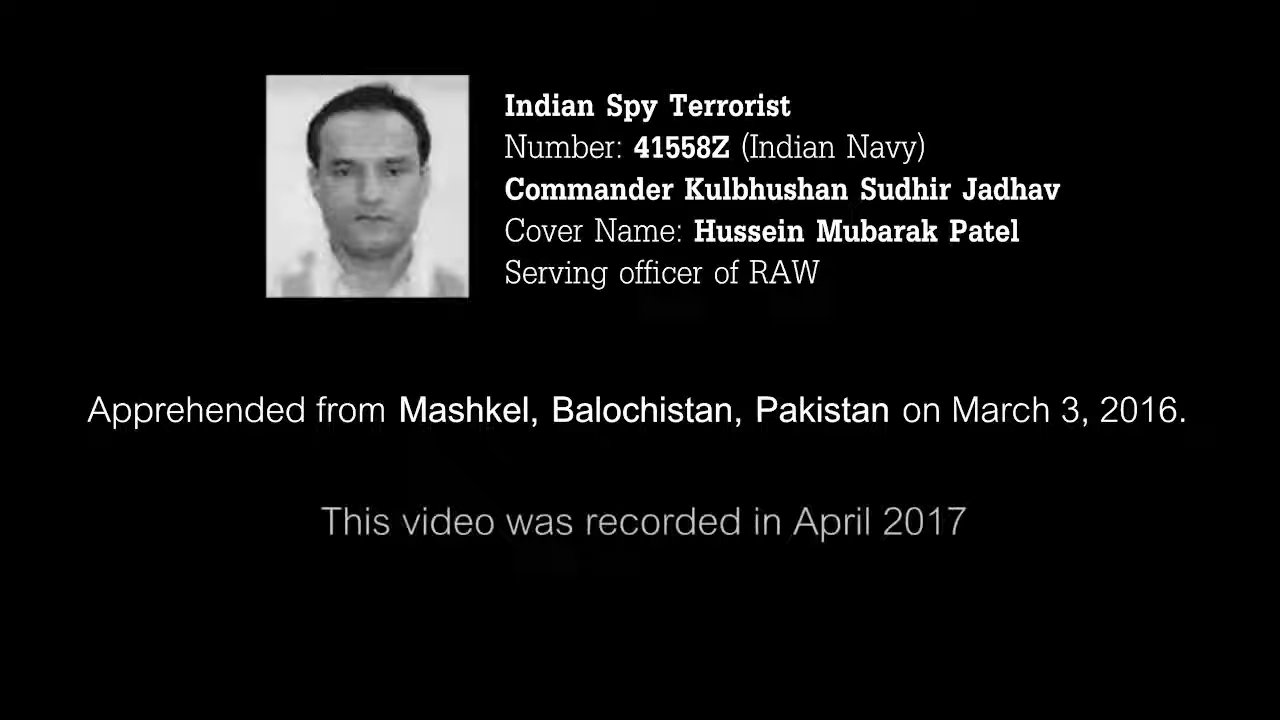 Indian Spy Terrorist
Number: 41558Z (Indian Navy)
Commander Kulbhushan Sudhir Jadhav
Cover Name: Hussein Mubarak Patel
Serving officer of RAW
Apprehended from Mashkel, Balochistan, Pakistan on March 3, 2016.
This video was recorded in April 2017